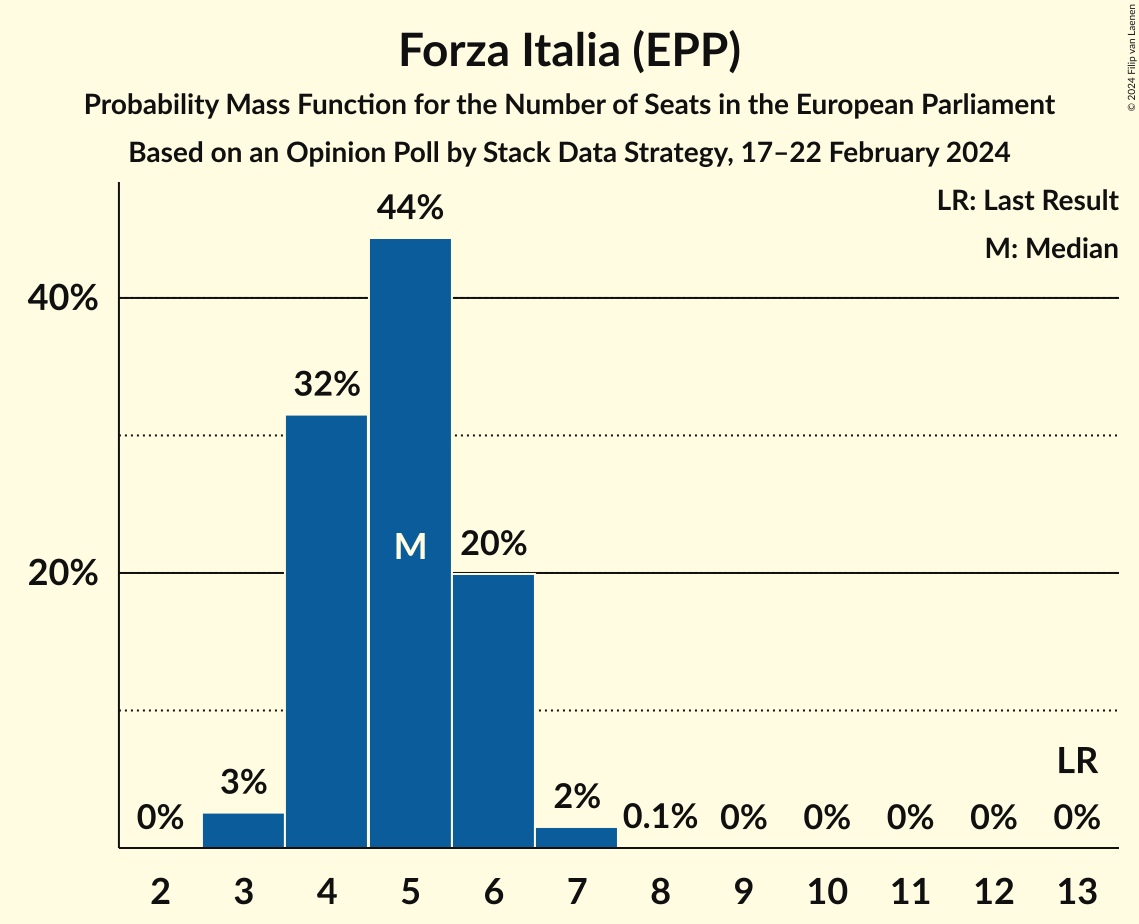 Forza Italia (EPP)
Probability Mass Function for the Number of Seats in the European Parliament
Based on an Opinion Poll by Stack Data Strategy, 17–22 February 2024
© 2024 Filip van Laenen
LR: Last Result
M: Median
40%
20%
0%
3%
32%
44%
M
20%
2%
0.1%
0%
0%
0%
0%
LR
0%
2 3 4 5 6 7 8 9 10 11 12 13